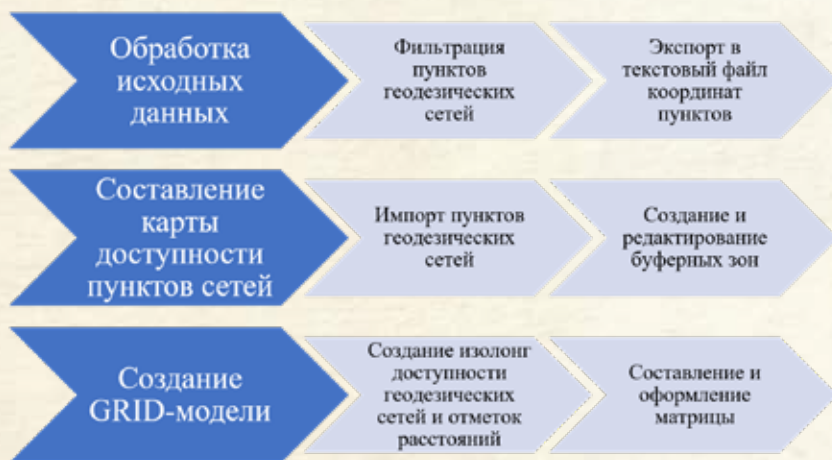 Обработка
исходных
данных
Фильтрация
пунктов
геодезических
сетей
Экспорт в
текстовый файл
координат
пунктов
Составление
карты
доступности
пунктов сетей
Импорт пунктов
геодезических
сетей
Создание и
редактирование
буферных зон
Создание
GRID-модели
Создание изолонг
доступности
геодезических
сетей и отметок
расстояний
Составление и
оформление
матрицы